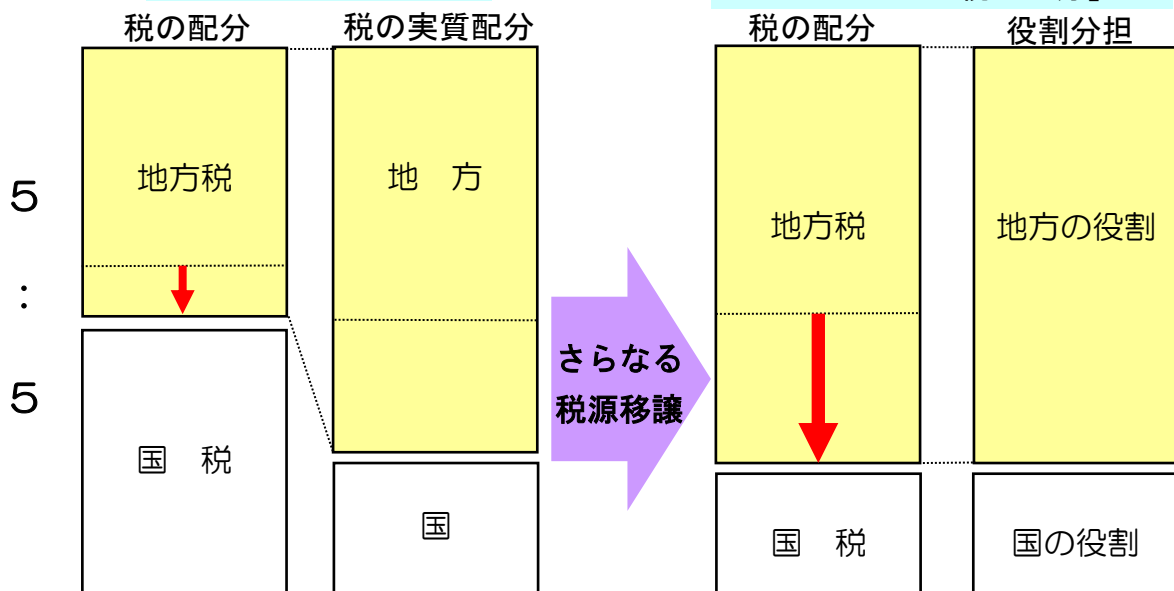 税の配分
税の実質配分
税の配分
役割分担
5
:
5
地方税
地 方
国 税
国
さらなる
税源移譲
地方税
地方の役割
国 税
国の役割